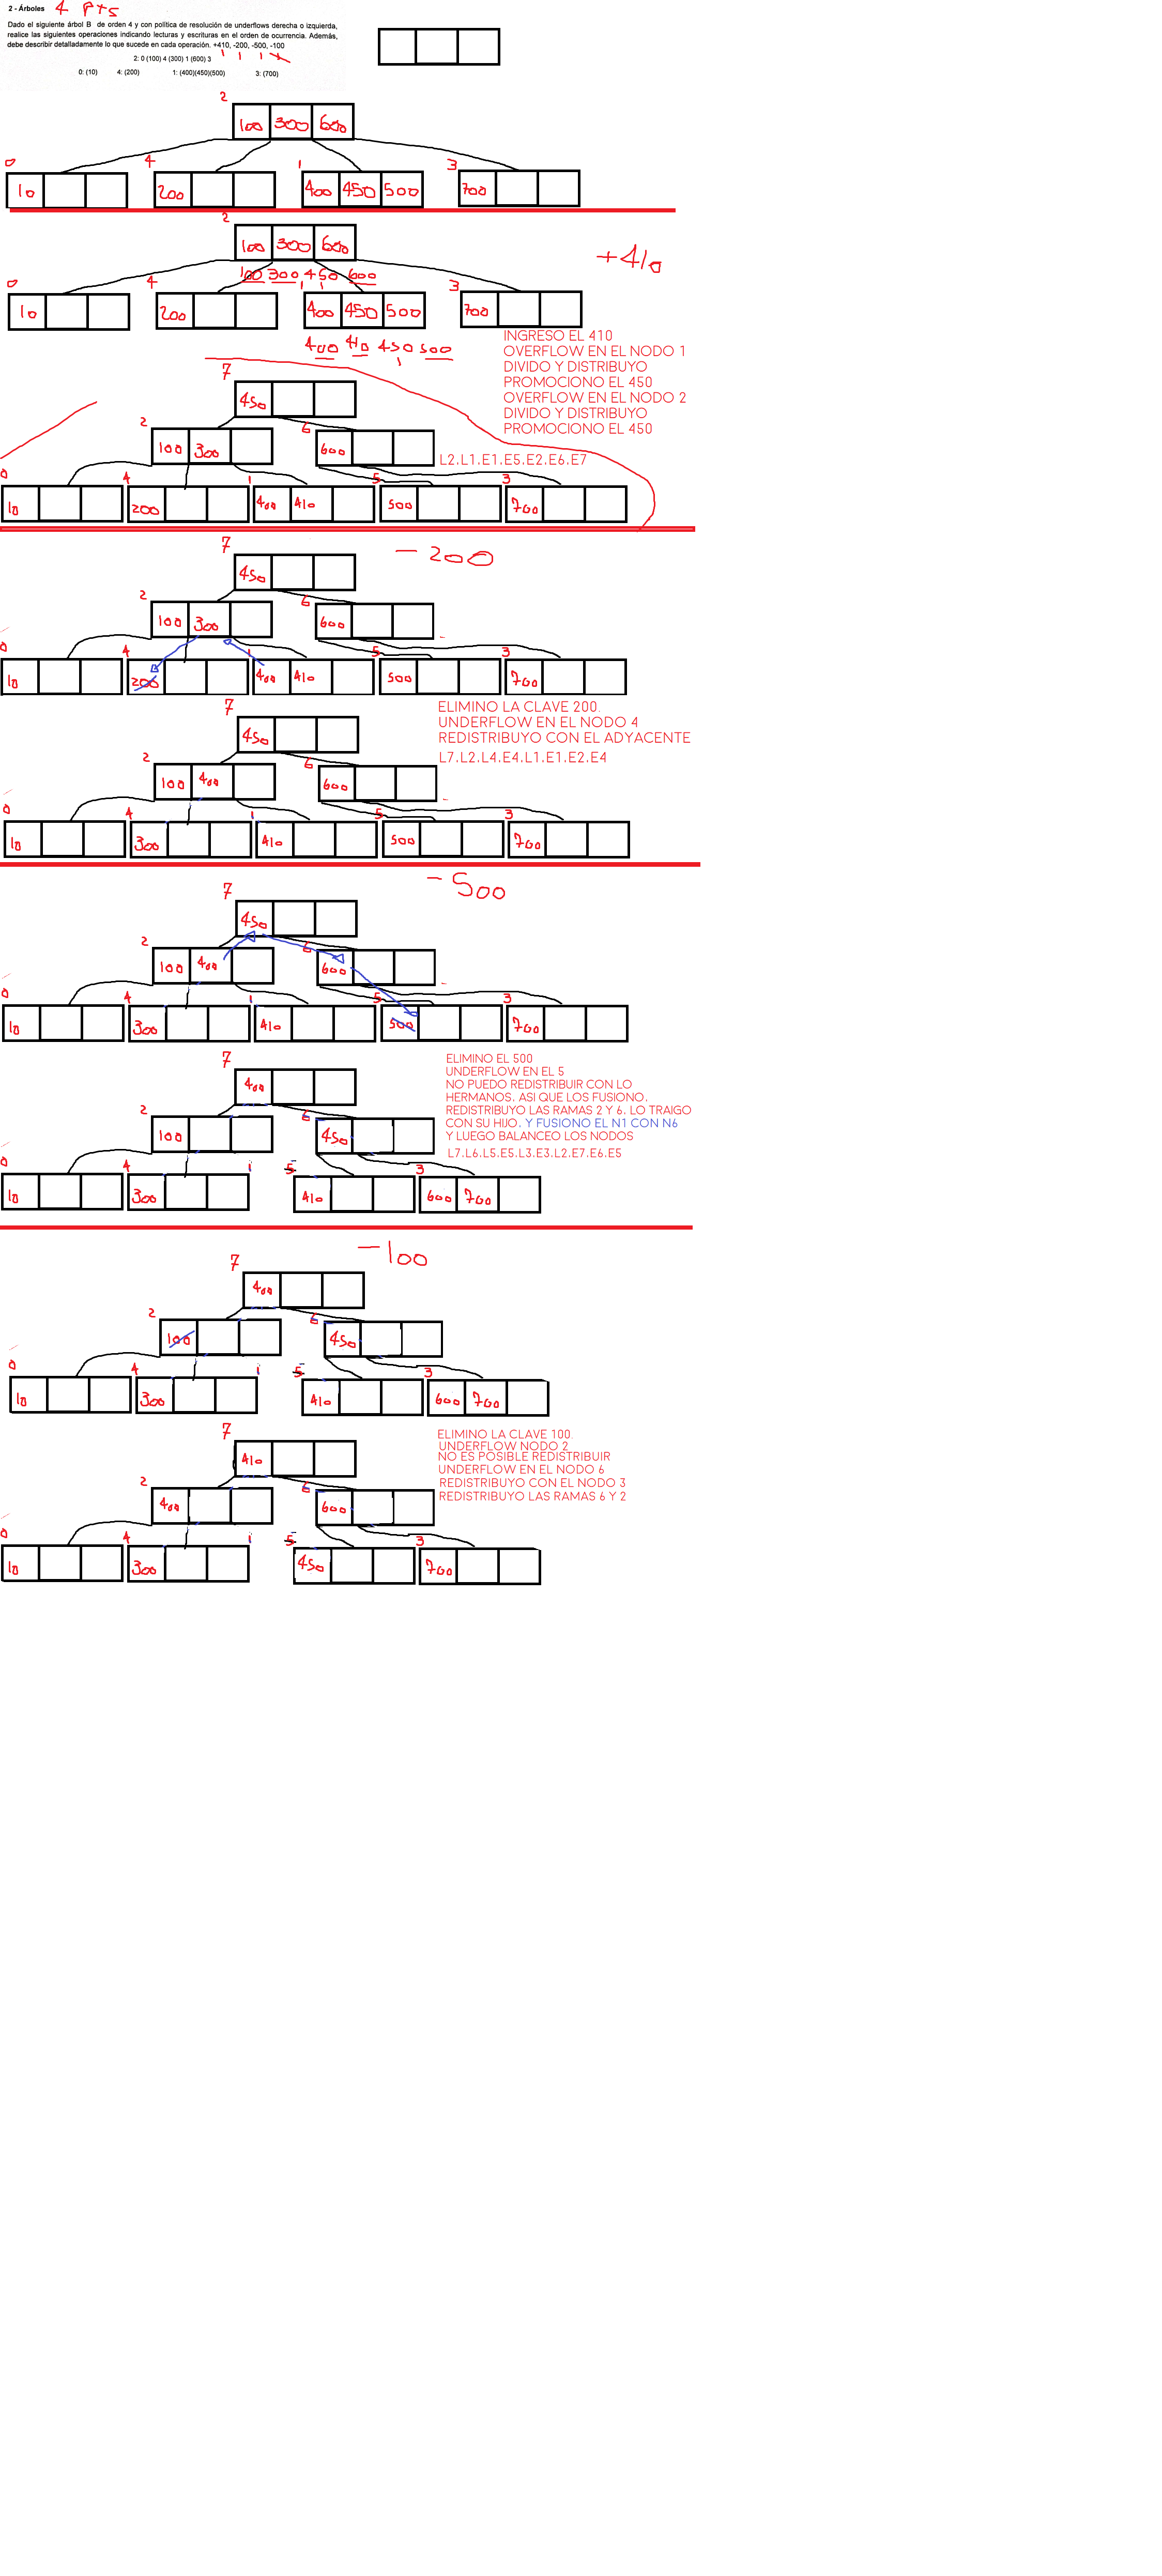 2 - Árboles 4 pts
Dado el siguiente árbol B de orden 4 y con política de resolución de underflows derecha o izquierda,
realice las siguientes operaciones indicando lecturas y escrituras en el orden de ocurrencia. Además,
debe describir detalladamente lo que sucede en cada operación. +410, -200, -500, -100
2: 0 (100) 4 (300) 1 (600) 3
0: (10) 4: (200) 1: (400)(450)(500) 3: (700)
2
100 300 600
0 4 1 3
10 200 400 450 500 700
2
100 300 600
+410
100 300 450 600
0 4 1 3
10 200 400 450 500 700
400 410 450 500
INGRESO EL 410
OVERFLOW EN EL NODO 1
DIVIDO Y DISTRIBUYO
PROMOCIONO EL 450
OVERFLOW EN EL NODO 2
DIVIDO Y DISTRIBUYO
PROMOCIONO EL 450
7
450
2 6
100 300 600
L2.L1.E1.E5.E2.E6.E7
0 4 1 5 3
10 200 400 410 500 700
-200
7
450
2 6
100 300 600
0 4 1 5 3
10 200 400 410 500 700
ELIMINO LA CLAVE 200.
UNDERFLOW EN EL NODO 4
REDISTRIBUYO CON EL ADYACENTE
L7.L2.L4.E4.L1.E1.E2.E4
7
450
2 6
100 400 600
0 4 1 5 3
10 300 410 500 700
-500
7
450
2 6
100 400 600
0 4 1 5 3
10 300 410 500 700
ELIMINO EL 500
UNDERFLOW EN EL 5
NO PUEDO REDISTRIBUIR CON LO
HERMANOS. ASI QUE LOS FUSIONO.
REDISTRIBUYO LAS RAMAS 2 Y 6. LO TRAIGO
CON SU HIJO. Y FUSIONO EL N1 CON N6
Y LUEGO BALANCEO LOS NODOS
L7.L6.L5.E5.L3.E3.L2.E7.E6.E5
7
400
2 6
100 450
0 4 1 5 3
10 300 410 600 700
-100
7
400
2 6
100 450
0 4 1 5 3
10 300 410 600 700
ELIMINO LA CLAVE 100.
UNDERFLOW NODO 2
NO ES POSIBLE REDISTRIBUIR
UNDERFLOW EN EL NODO 6
REDISTRIBUYO CON EL NODO 3
REDISTRIBUYO LAS RAMAS 6 Y 2
7
410
2 6
400 600
0 4 1 5 3
10 300 450 700